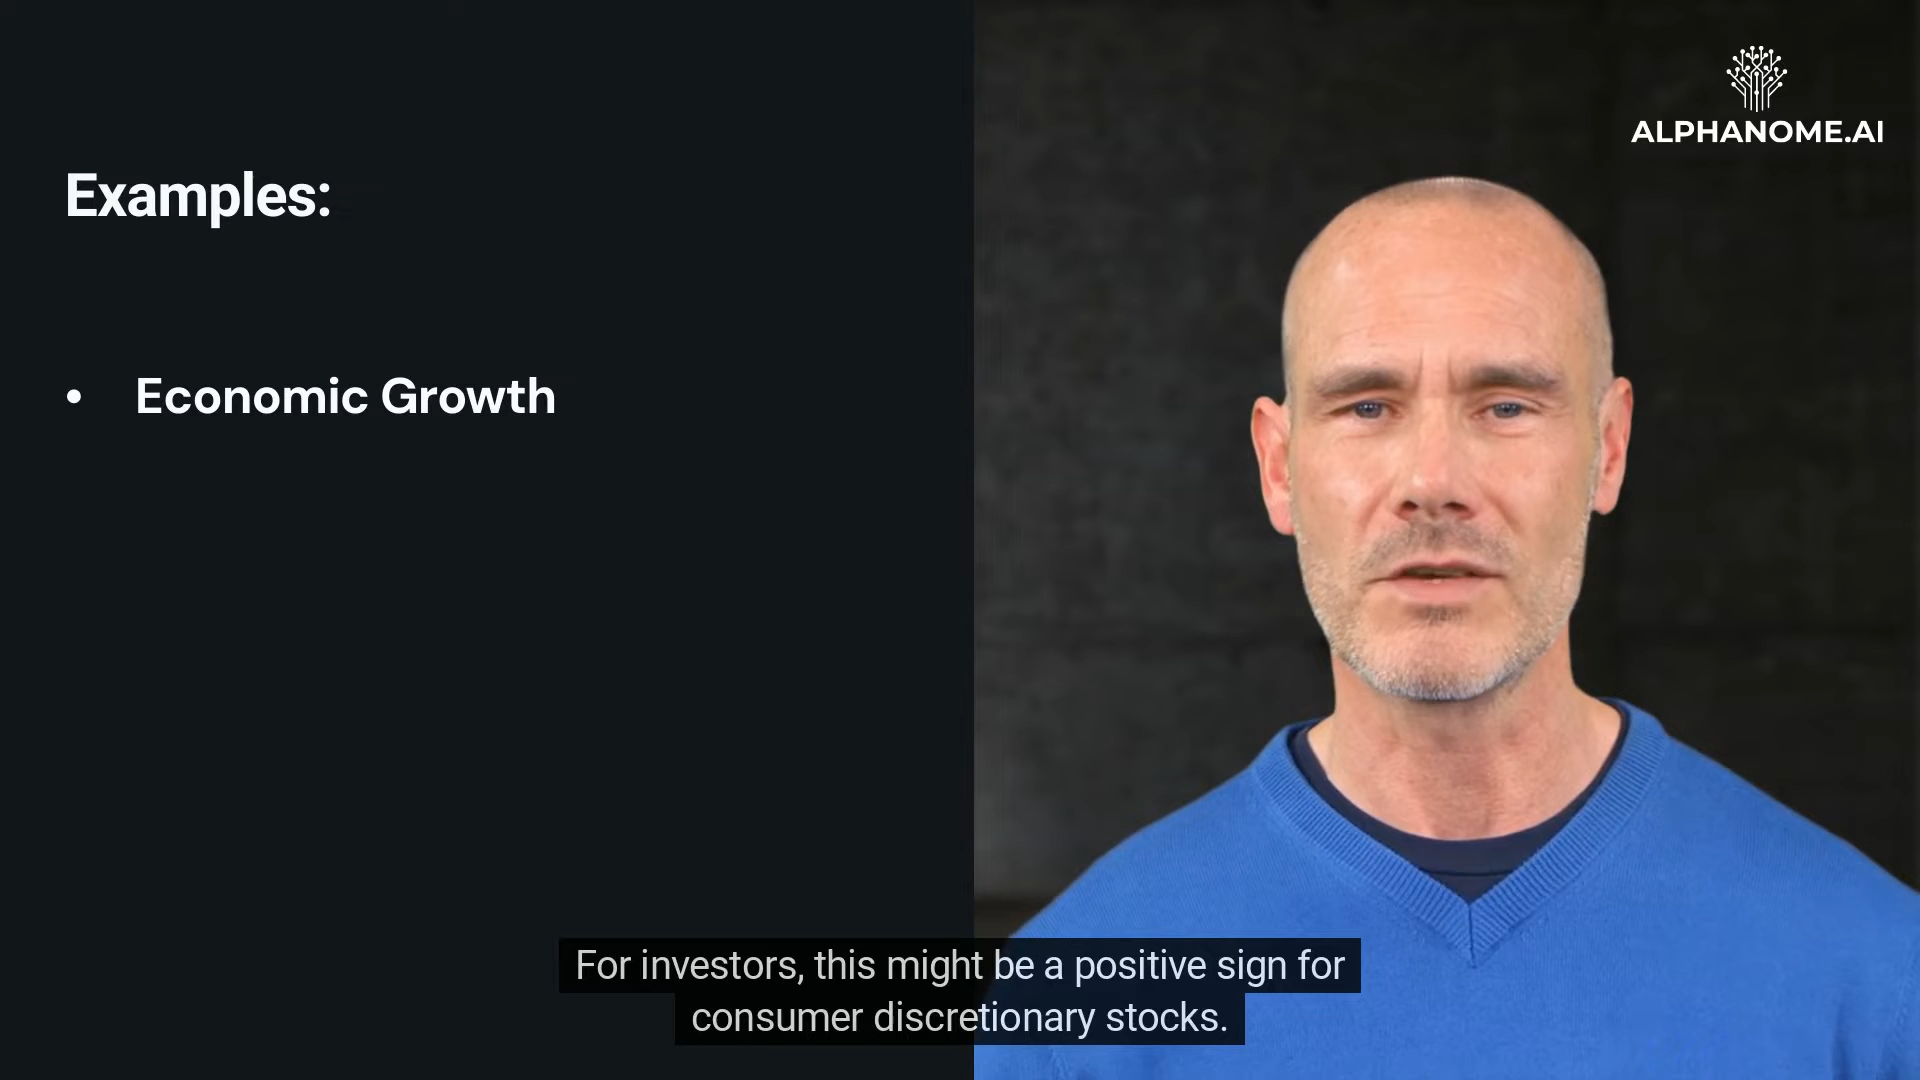 ALPHANOME.AI
Examples:
• Economic Growth
For investors, this might be a positive sign for
consumer discretionary stocks.